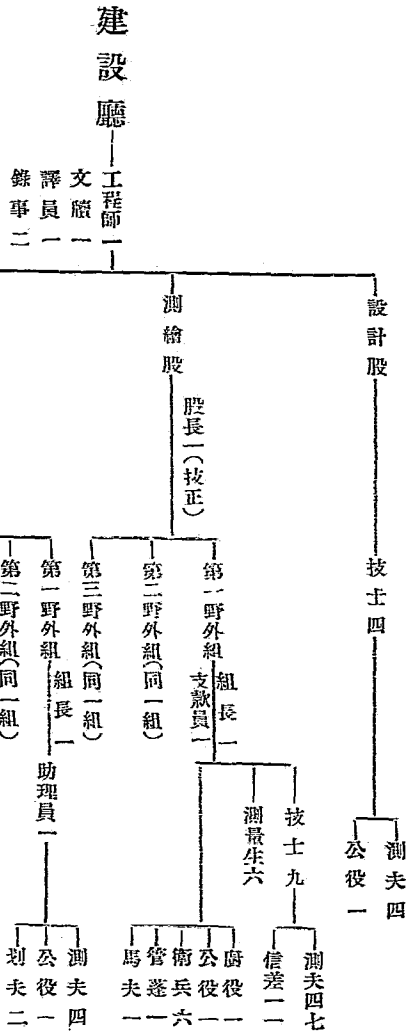 建設廳
工程師一
文牘一
譯員一
錄事二
設計股
技士四
測夫四
公役一
測繪股
股長一(技正)
第一野外組
組長一
支款員一
技士九
測夫四七
信差一一
測量生六
廚役一
公役一
衛兵六
管蓬一
馬夫一
第二野外組(同一組)
第三野外組(同一組)
第一野外組
組長一
助理員一
測夫四
公役一
划夫二
第二野外組(同一組)